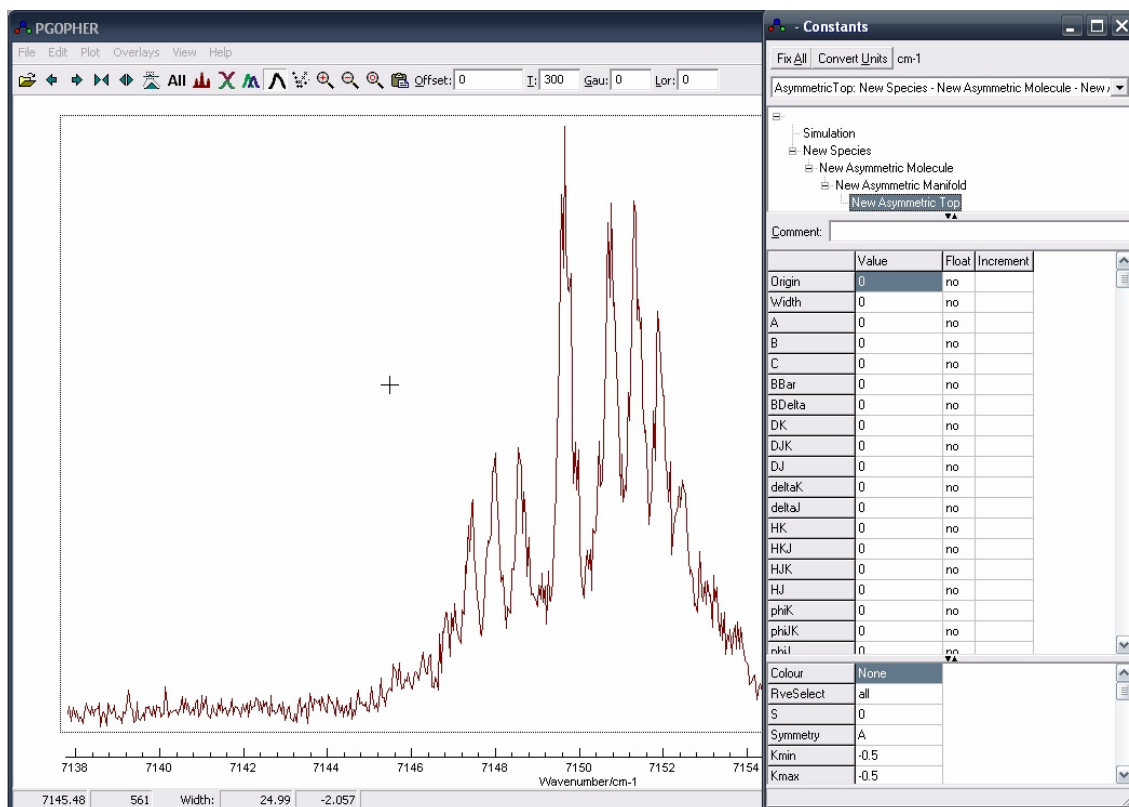 PGOPHER
File Edit Plot Overlays View Help
All Offset: 0 T: 300 Gau: 0 Lor: 0
7138 7140 7142 7144 7146 7148 7150 7152 7154
Wavenumber/cm-1
7145.48 561 Width: 24.99 -2.057
- Constants
Fix All Convert Units cm-1
AsymmetricTop: New Species - New Asymmetric Molecule - New A
Simulation
New Species
New Asymmetric Molecule
New Asymmetric Manifold
New Asymmetric Top
Comment:
Value Float Increment
Origin 0 no
Width 0 no
A 0 no
B 0 no
C 0 no
BBar 0 no
BDelta 0 no
DK 0 no
DJK 0 no
DJ 0 no
deltaK 0 no
deltaJ 0 no
HK 0 no
HKJ 0 no
HJK 0 no
HJ 0 no
phiK 0 no
phiJK 0 no
phiJ 0 no
Colour None
RveSelect all
S 0
Symmetry A
Kmin -0.5
Kmax -0.5